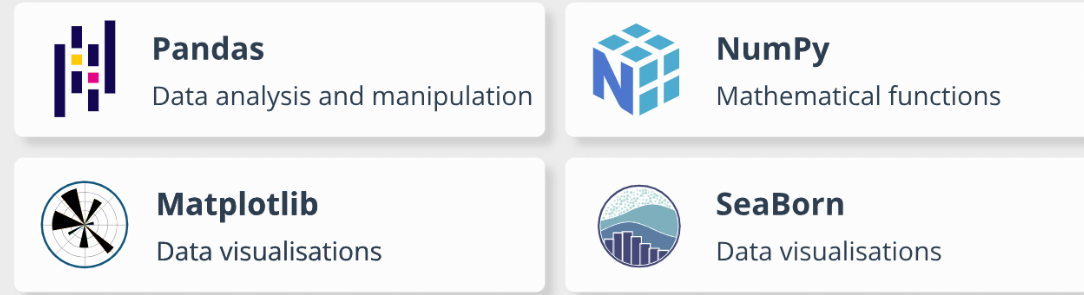 Pandas
Data analysis and manipulation
NumPy
Mathematical functions
Matplotlib
Data visualisations
SeaBorn
Data visualisations